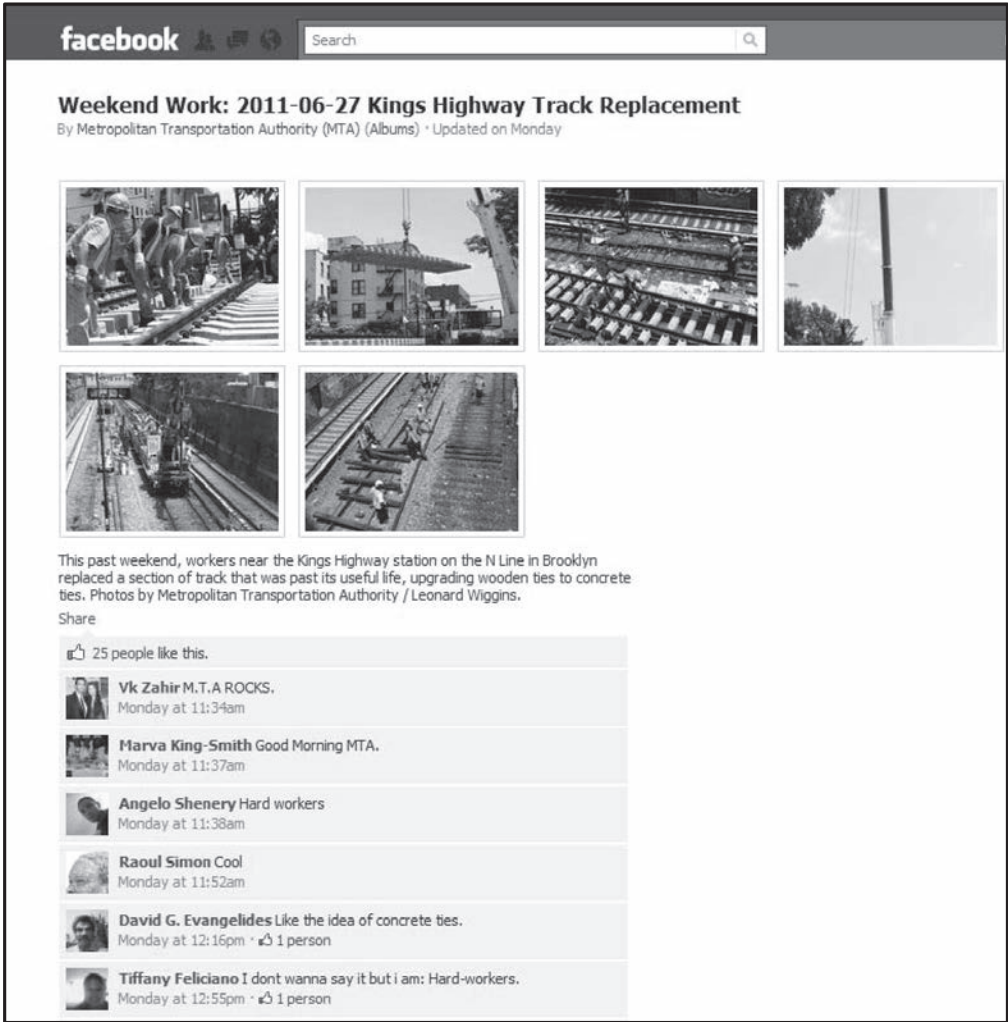 facebook
Search
Weekend Work: 2011-06-27 Kings Highway Track Replacement
By Metropolitan Transportation Authority (MTA) (Albums) · Updated on Monday
This past weekend, workers near the Kings Highway station on the N Line in Brooklyn
replaced a section of track that was past its useful life, upgrading wooden ties to concrete
ties. Photos by Metropolitan Transportation Authority / Leonard Wiggins.
Share
25 people like this.
Vk Zahir M.T.A ROCKS.
Monday at 11:34am
Marva King-Smith Good Morning MTA.
Monday at 11:37am
Angelo Shenery Hard workers
Monday at 11:38am
Raoul Simon Cool
Monday at 11:52am
David G. Evangelides Like the idea of concrete ties.
Monday at 12:16pm · 1 person
Tiffany Feliciano I dont wanna say it but i am: Hard-workers.
Monday at 12:55pm · 1 person